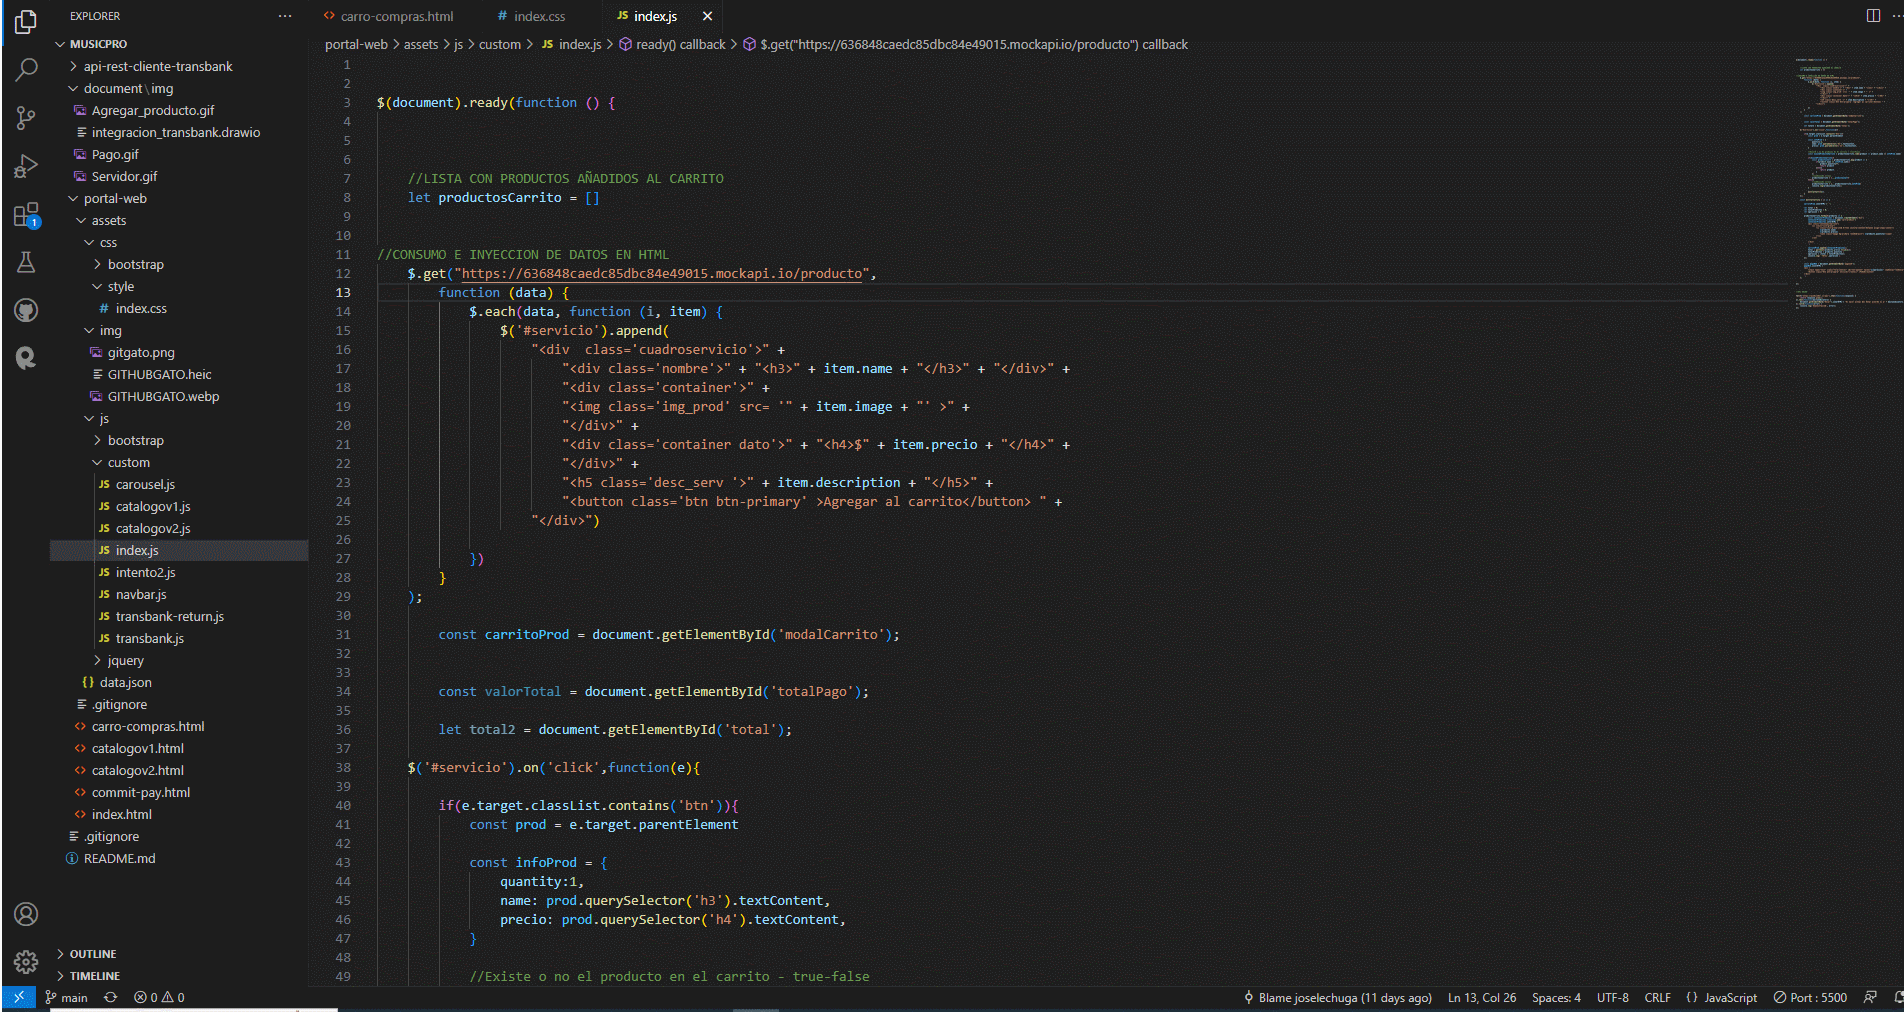 EXPLORER
MUSICPRO
api-rest-cliente-transbank
document \ img
Agregar_producto.gif
integracion_transbank.drawio
Pago.gif
Servidor.gif
portal-web
assets
css
bootstrap
style
# index.css
img
gitgato.png
GITHUBGATO.heic
GITHUBGATO.webp
js
bootstrap
custom
JS carousel.js
JS catalogov1.js
JS catalogov2.js
JS index.js
JS intento2.js
JS navbar.js
JS transbank-return.js
JS transbank.js
jquery
{} data.json
.gitignore
<> carro-compras.html
<> catalogov1.html
<> catalogov2.html
<> commit-pay.html
<> index.html
.gitignore
README.md
OUTLINE
TIMELINE
1
<> carro-compras.html # index.css JS index.js
portal-web > assets > js > custom > JS index.js > ready() callback > $.get("https://636848caedc85dbc84e49015.mockapi.io/producto") callback
1
2
3 $(document).ready(function () {
4
5
6
7 //LISTA CON PRODUCTOS AÑADIDOS AL CARRITO
8 let productosCarrito = []
9
10
11 //CONSUMO E INYECCION DE DATOS EN HTML
12 $.get("https://636848caedc85dbc84e49015.mockapi.io/producto",
13 function (data) {
14 $.each(data, function (i, item) {
15 $('#servicio').append(
16 "<div  class='cuadroservicio'>" +
17 "<div class='nombre'>" + "<h3>" + item.name + "</h3>" + "</div>" +
18 "<div class='container'>" +
19 "<img class='img_prod' src= '" + item.image + "' >" +
20 "</div>" +
21 "<div class='container dato'>" + "<h4>$" + item.precio + "</h4>" +
22 "</div>" +
23 "<h5 class='desc_serv '>" + item.description + "</h5>" +
24 "<button class='btn btn-primary' >Agregar al carrito</button> " +
25 "</div>")
26
27 })
28 }
29 );
30
31 const carritoProd = document.getElementById('modalCarrito');
32
33
34 const valorTotal = document.getElementById('totalPago');
35
36 let total2 = document.getElementById('total');
37
38 $('#servicio').on('click',function(e){
39
40 if(e.target.classList.contains('btn')){
41 const prod = e.target.parentElement
42
43 const infoProd = {
44 quantity:1,
45 name: prod.querySelector('h3').textContent,
46 precio: prod.querySelector('h4').textContent,
47 }
48
49 //Existe o no el producto en el carrito - true-false
main 0 0 Blame joselechuga (11 days ago) Ln 13, Col 26 Spaces: 4 UTF-8 CRLF {} JavaScript Port : 5500